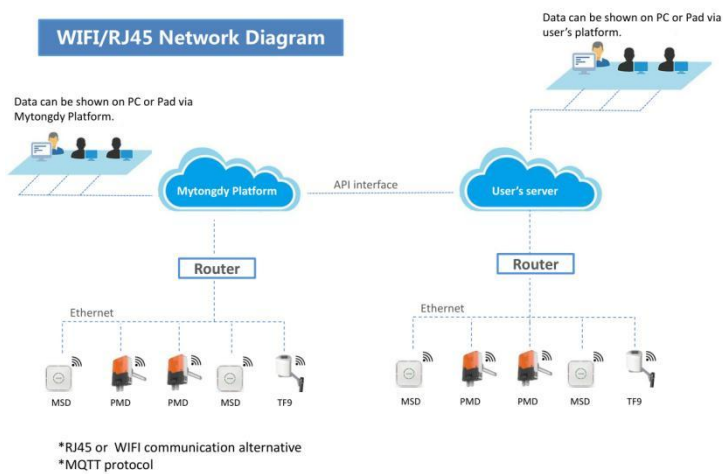 WIFI/RJ45 Network Diagram
Data can be shown on PC or Pad via
user's platform.
Data can be shown on PC or Pad via
Mytongdy Platform.
Mytongdy Platform
API interface
User's server
Router
Router
Ethernet
Ethernet
MSD
PMD
PMD
MSD
TF9
MSD
PMD
PMD
MSD
TF9
*RJ45 or WIFI communication alternative
*MQTT protocol